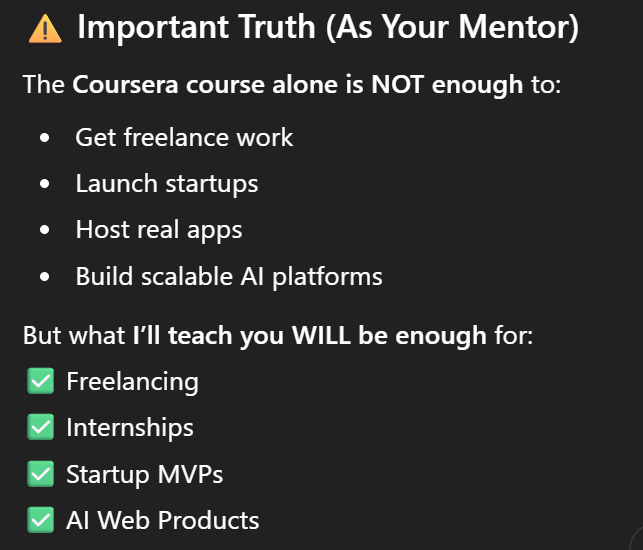 ⚠️ Important Truth (As Your Mentor)
The Coursera course alone is NOT enough to:
• Get freelance work
• Launch startups
• Host real apps
• Build scalable AI platforms
But what I’ll teach you WILL be enough for:
✅ Freelancing
✅ Internships
✅ Startup MVPs
✅ AI Web Products